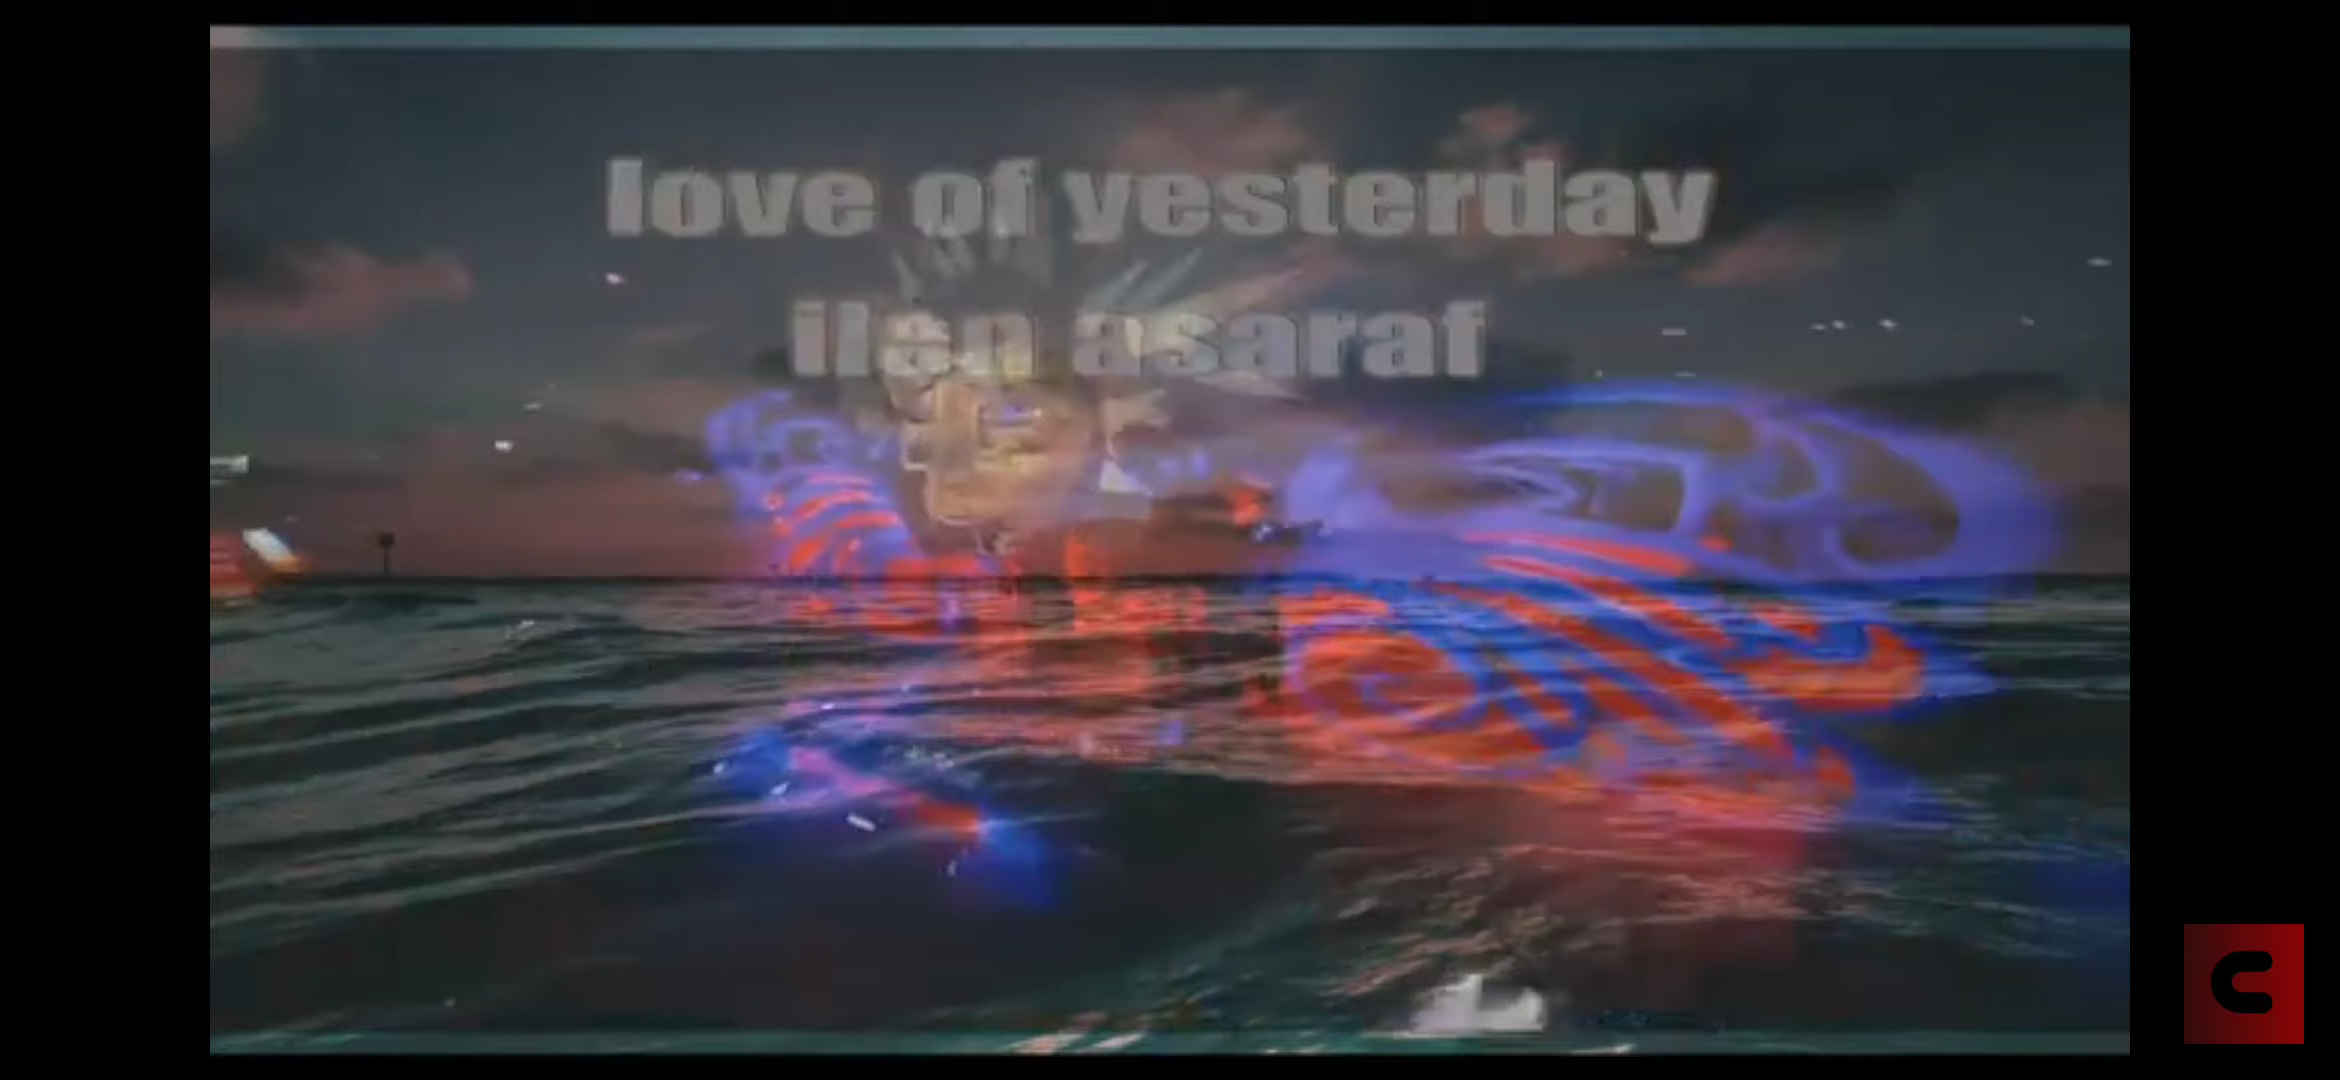 love of yesterday
ilan asaraf